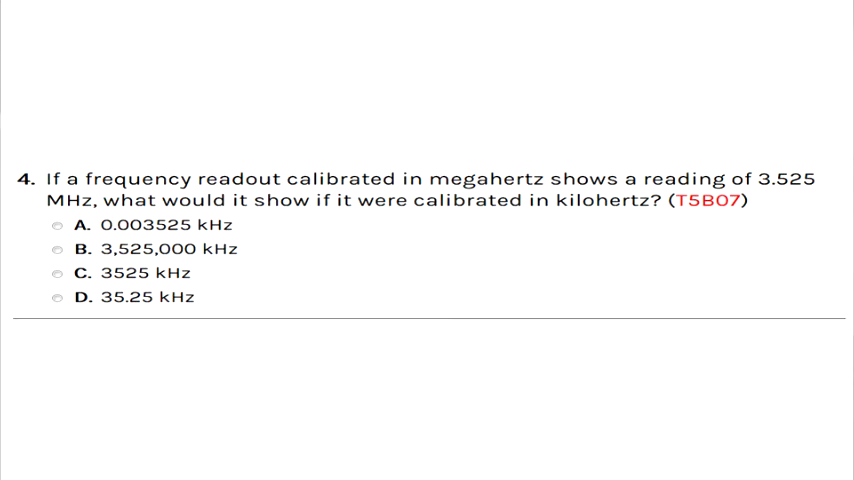 4. If a frequency readout calibrated in megahertz shows a reading of 3.525
MHz, what would it show if it were calibrated in kilohertz? (T5B07)
A. 0.003525 kHz
B. 3,525,000 kHz
C. 3525 kHz
D. 35.25 kHz